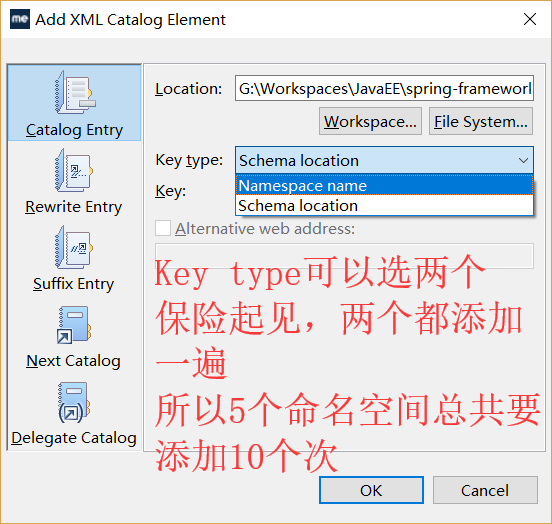 me Add XML Catalog Element
Catalog Entry
Rewrite Entry
Suffix Entry
Next Catalog
Delegate Catalog
Location: G:\Workspaces\JavaEE\spring-framework
Workspace... File System...
Key type: Schema location
Namespace name
Schema location
Key:
Alternative web address:
Key type可以选两个
保险起见，两个都添加
一遍
所以5个命名空间总共要
添加10个次
OK Cancel